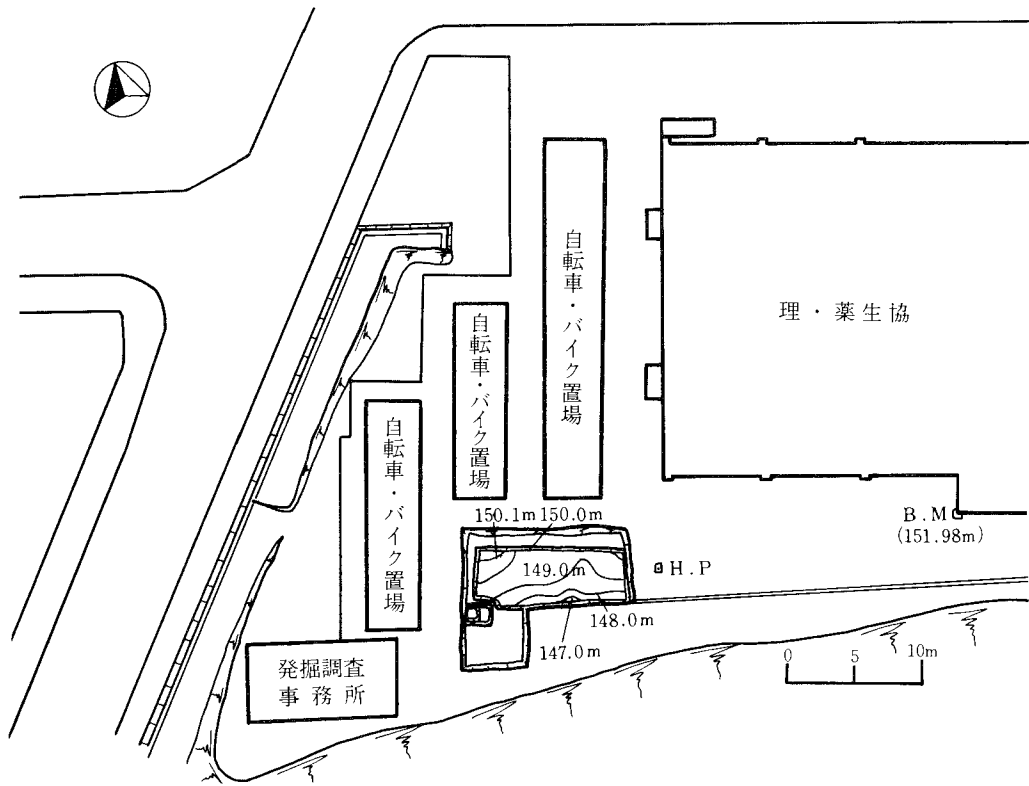 自転車・バイク置場
自転車・バイク置場
自転車・バイク置場
理・薬生協
B.M
(151.98m)
150.1m 150.0m
149.0m
H.P
148.0m
147.0m
発掘調査
事務所
0 5 10m